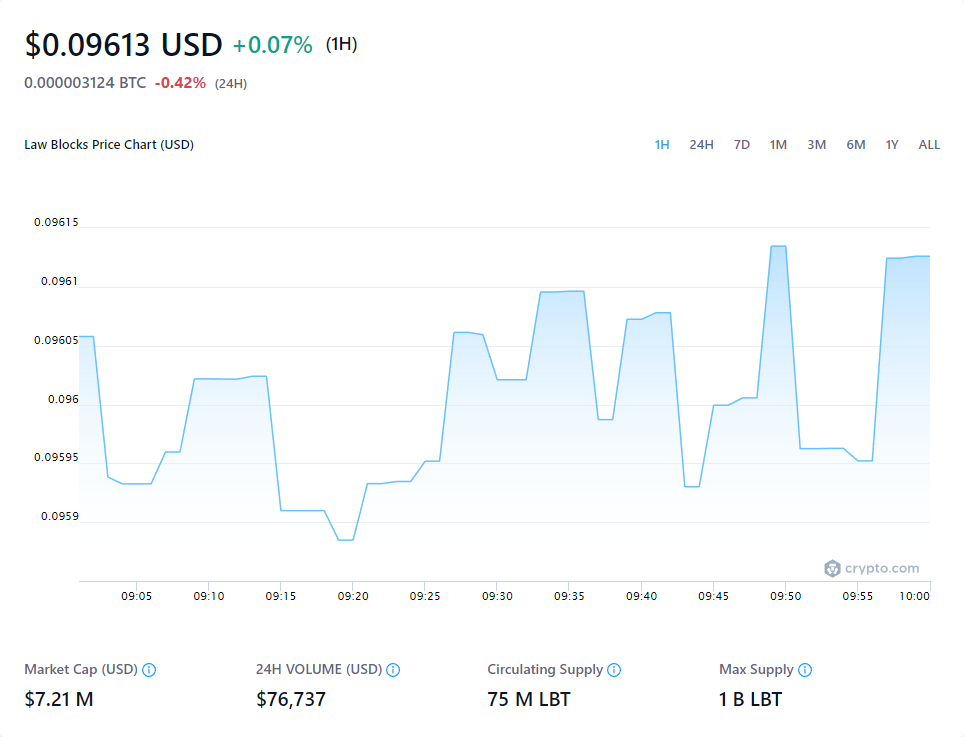 $0.09613 USD +0.07% (1H)
0.000003124 BTC -0.42% (24H)
Law Blocks Price Chart (USD) 1H 24H 7D 1M 3M 6M 1Y ALL
0.09615
0.0961
0.09605
0.096
0.09595
0.0959
crypto.com
09:05 09:10 09:15 09:20 09:25 09:30 09:35 09:40 09:45 09:50 09:55 10:00
Market Cap (USD) 24H VOLUME (USD) Circulating Supply Max Supply
$7.21 M $76,737 75 M LBT 1 B LBT